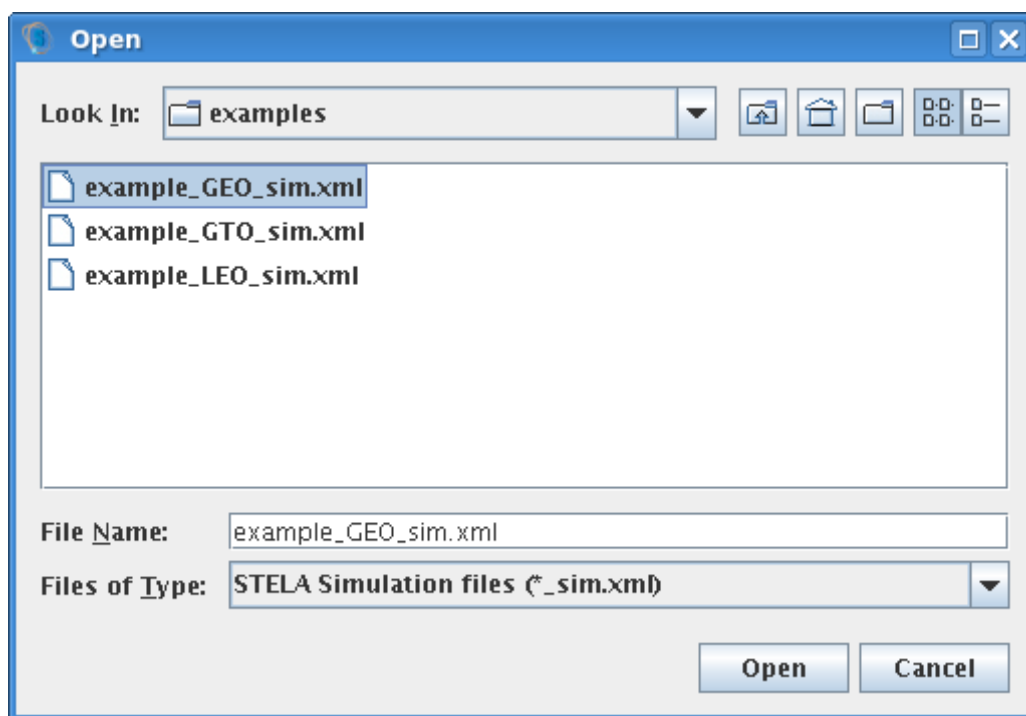 Open
Look In: examples
example_GEO_sim.xml
example_GTO_sim.xml
example_LEO_sim.xml
File Name: example_GEO_sim.xml
Files of Type: STELA Simulation files (*_sim.xml)
Open Cancel